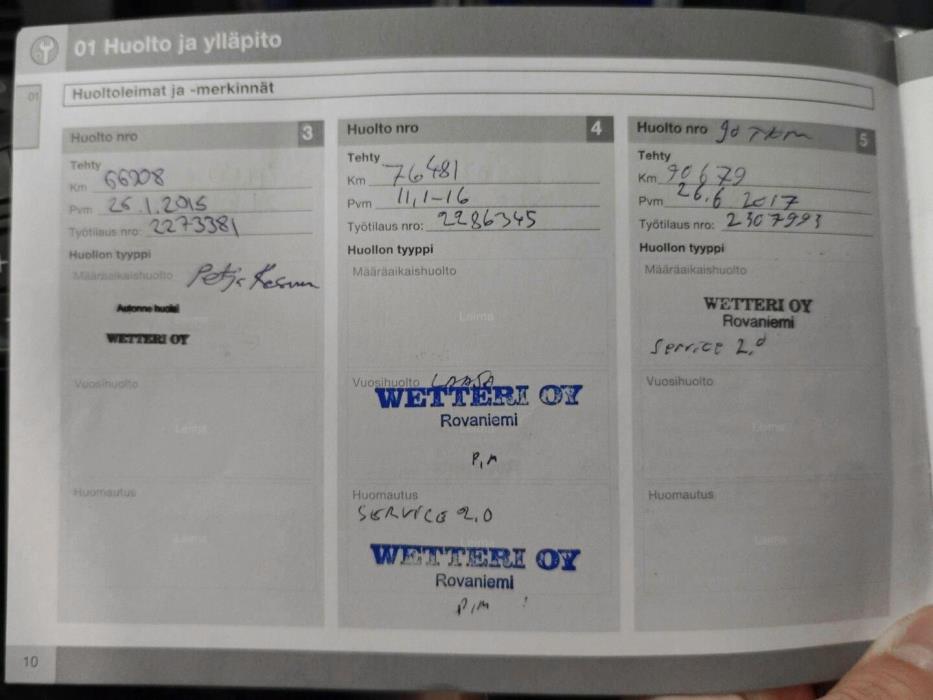 01 Huolto ja ylläpito
01
Huoltoleimat ja -merkinnät
Huolto nro 3
Tehty
Km 66208
Pvm 26.1.2015
Työtilaus nro: 2273381
Huollon tyyppi
Määräaikaishuolto
Autonne huolsi
WETTERI OY
Vuosihuolto
Leima
Huomautus
Leima
Huolto nro 4
Tehty
Km 76481
Pvm 11,1-16
Työtilaus nro: 2286345
Huollon tyyppi
Määräaikaishuolto
Leima
Vuosihuolto LAAJA
WETTERI OY
Rovaniemi
P,M
Huomautus
SERVICE 2.0
Leima
WETTERI OY
Rovaniemi
P,M
Huolto nro 90 TKM 5
Tehty
Km 90679
Pvm 26.6 2017
Työtilaus nro: 2307993
Huollon tyyppi
Määräaikaishuolto
WETTERI OY
Rovaniemi
Service 2.0
Vuosihuolto
Leima
Huomautus
Leima
10